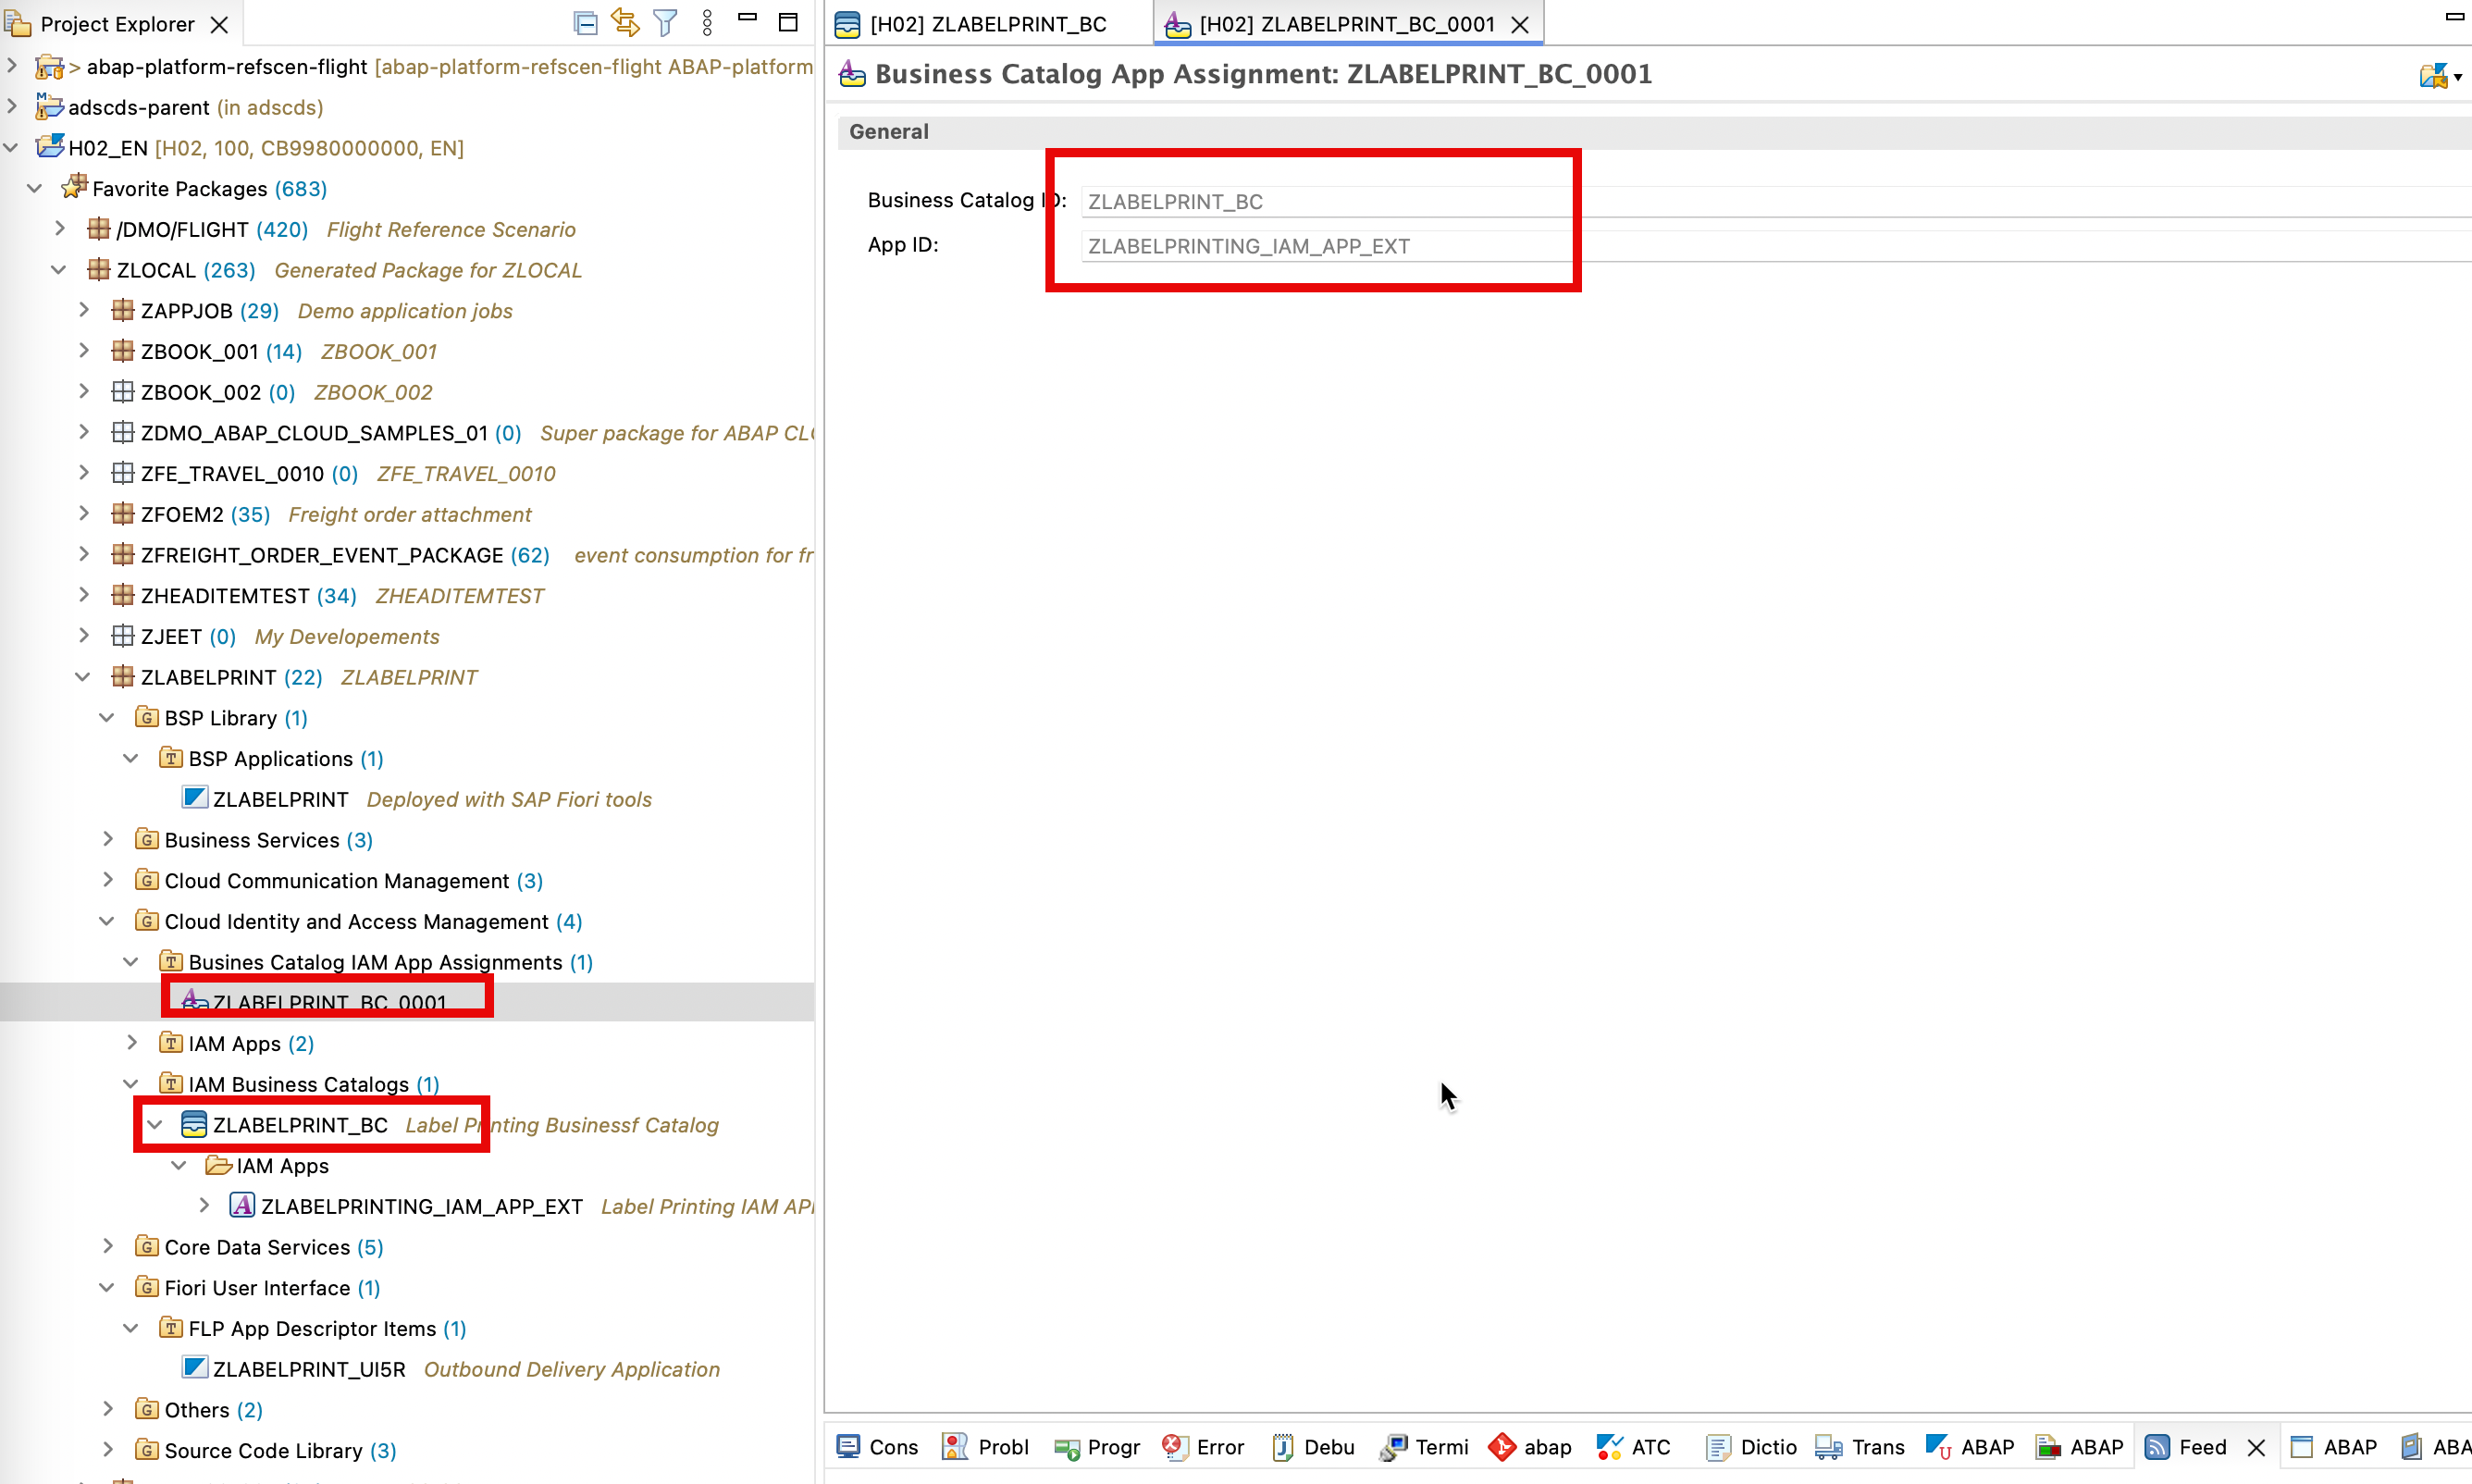 Project Explorer
> abap-platform-refscen-flight [abap-platform-refscen-flight ABAP-platform
adscds-parent (in adscds)
H02_EN [H02, 100, CB9980000000, EN]
Favorite Packages (683)
/DMO/FLIGHT (420) Flight Reference Scenario
ZLOCAL (263) Generated Package for ZLOCAL
ZAPPJOB (29) Demo application jobs
ZBOOK_001 (14) ZBOOK_001
ZBOOK_002 (0) ZBOOK_002
ZDMO_ABAP_CLOUD_SAMPLES_01 (0) Super package for ABAP CLO
ZFE_TRAVEL_0010 (0) ZFE_TRAVEL_0010
ZFOEM2 (35) Freight order attachment
ZFREIGHT_ORDER_EVENT_PACKAGE (62) event consumption for fr
ZHEADITEMTEST (34) ZHEADITEMTEST
ZJEET (0) My Developements
ZLABELPRINT (22) ZLABELPRINT
BSP Library (1)
BSP Applications (1)
ZLABELPRINT Deployed with SAP Fiori tools
Business Services (3)
Cloud Communication Management (3)
Cloud Identity and Access Management (4)
Busines Catalog IAM App Assignments (1)
ZLABELPRINT_BC_0001
IAM Apps (2)
IAM Business Catalogs (1)
ZLABELPRINT_BC Label Printing Businessf Catalog
IAM Apps
ZLABELPRINTING_IAM_APP_EXT Label Printing IAM AP
Core Data Services (5)
Fiori User Interface (1)
FLP App Descriptor Items (1)
ZLABELPRINT_UI5R Outbound Delivery Application
Others (2)
Source Code Library (3)
[H02] ZLABELPRINT_BC
[H02] ZLABELPRINT_BC_0001
Business Catalog App Assignment: ZLABELPRINT_BC_0001
General
Business Catalog ID: ZLABELPRINT_BC
App ID: ZLABELPRINTING_IAM_APP_EXT
Cons Probl Progr Error Debu Termi abap ATC Dictio Trans ABAP ABAP Feed ABAP ABA